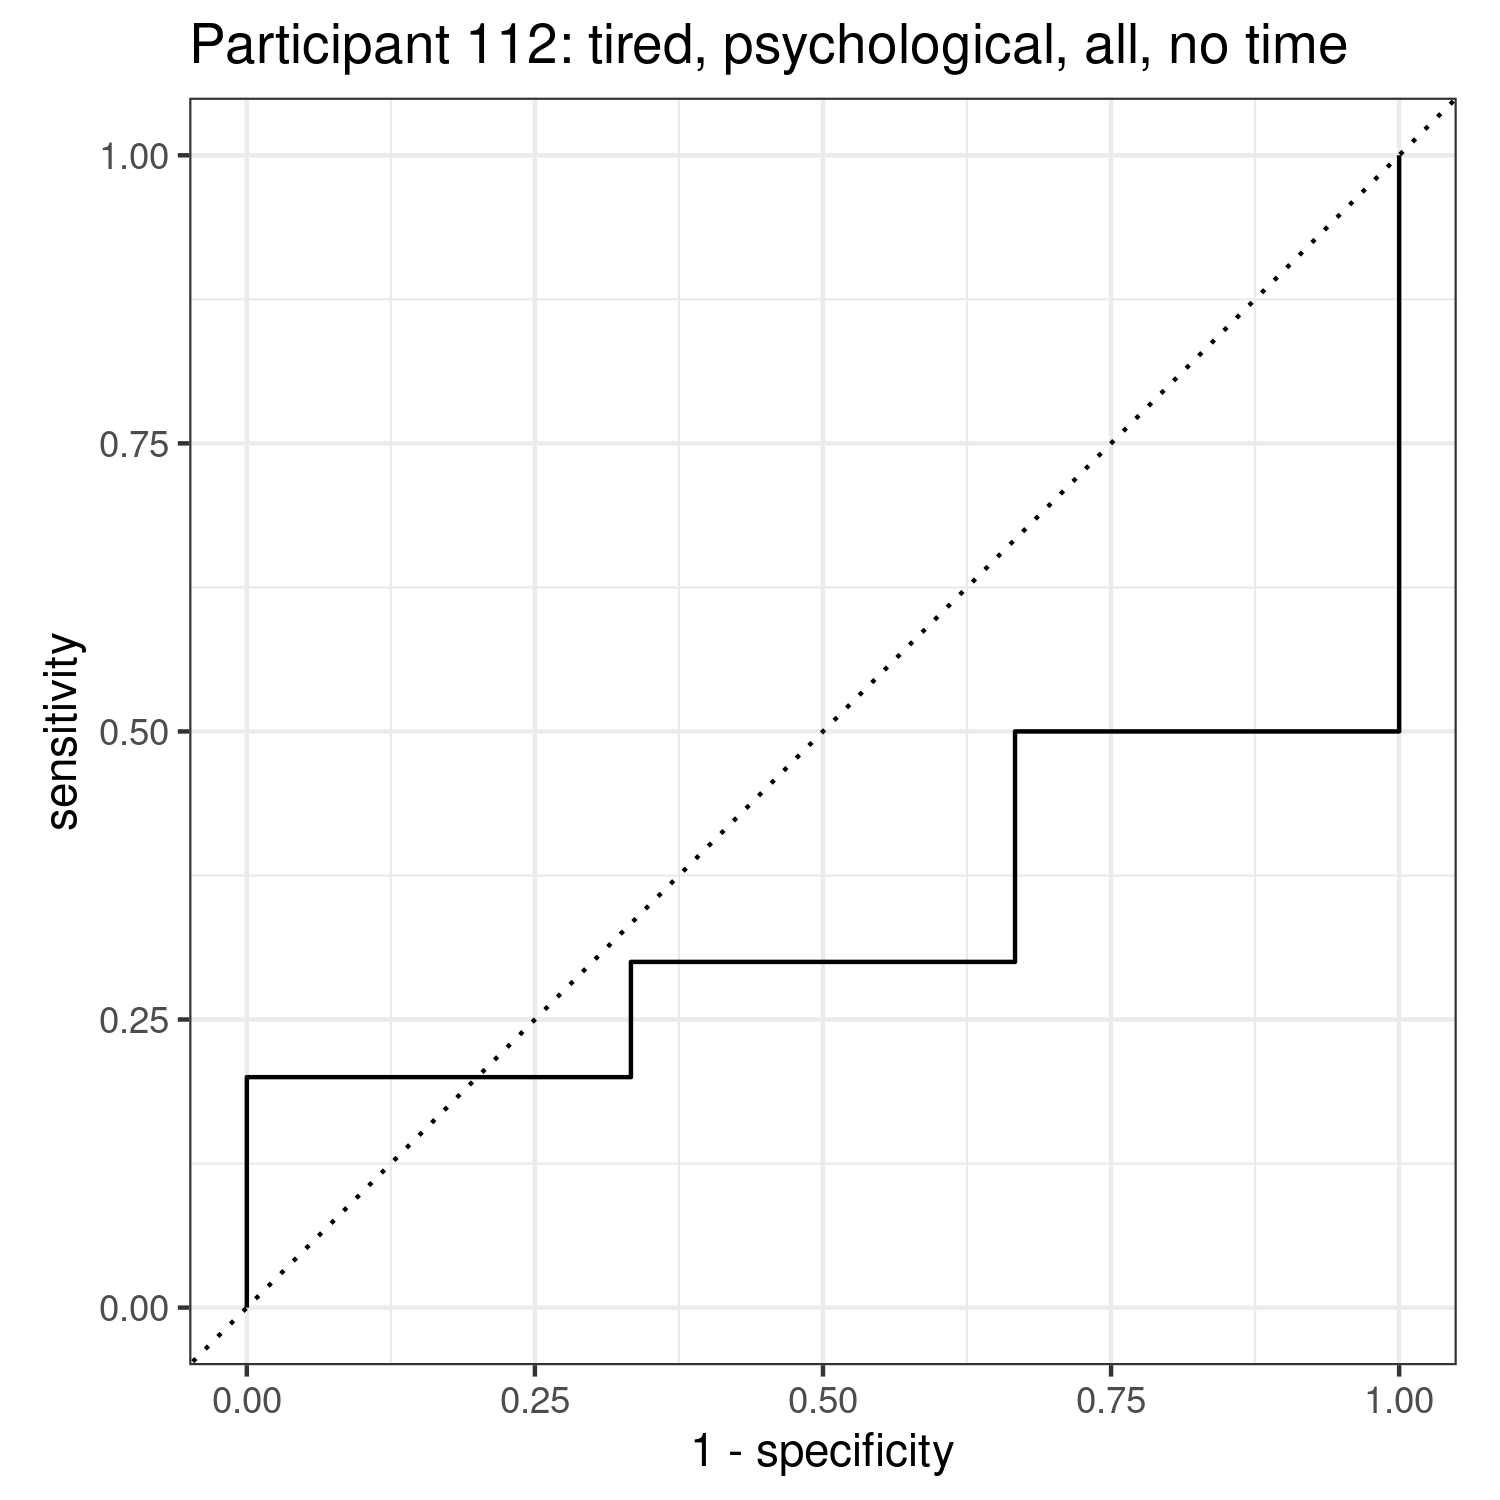 Participant 112: tired, psychological, all, no time
1.00
0.75
0.50
0.25
0.00
sensitivity
0.00 0.25 0.50 0.75 1.00
1 - specificity